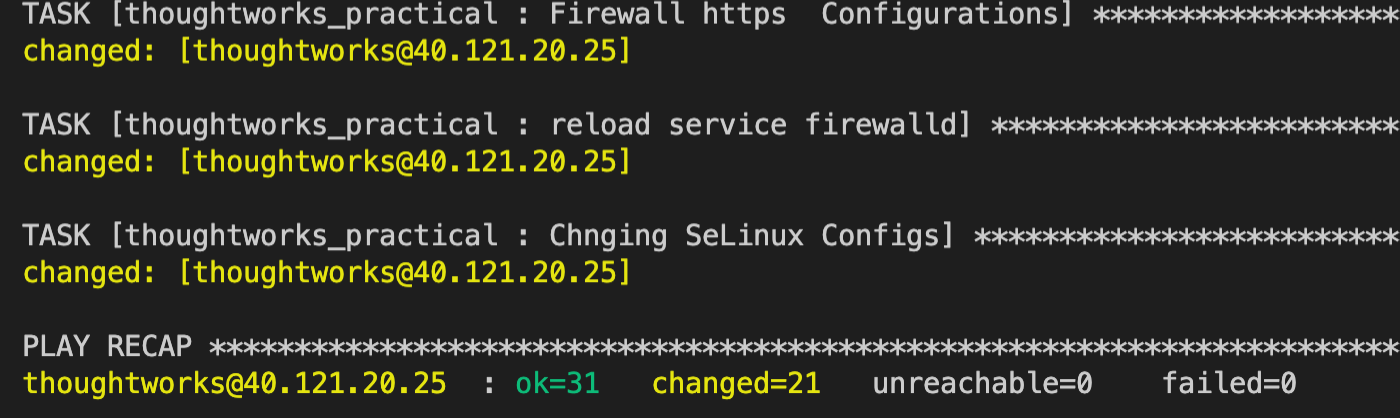 TASK [thoughtworks_practical : Firewall https  Configurations] ******************
changed: [thoughtworks@40.121.20.25]
TASK [thoughtworks_practical : reload service firewalld] ************************
changed: [thoughtworks@40.121.20.25]
TASK [thoughtworks_practical : Chnging SeLinux Configs] *************************
changed: [thoughtworks@40.121.20.25]
PLAY RECAP **********************************************************************
thoughtworks@40.121.20.25  : ok=31   changed=21   unreachable=0    failed=0